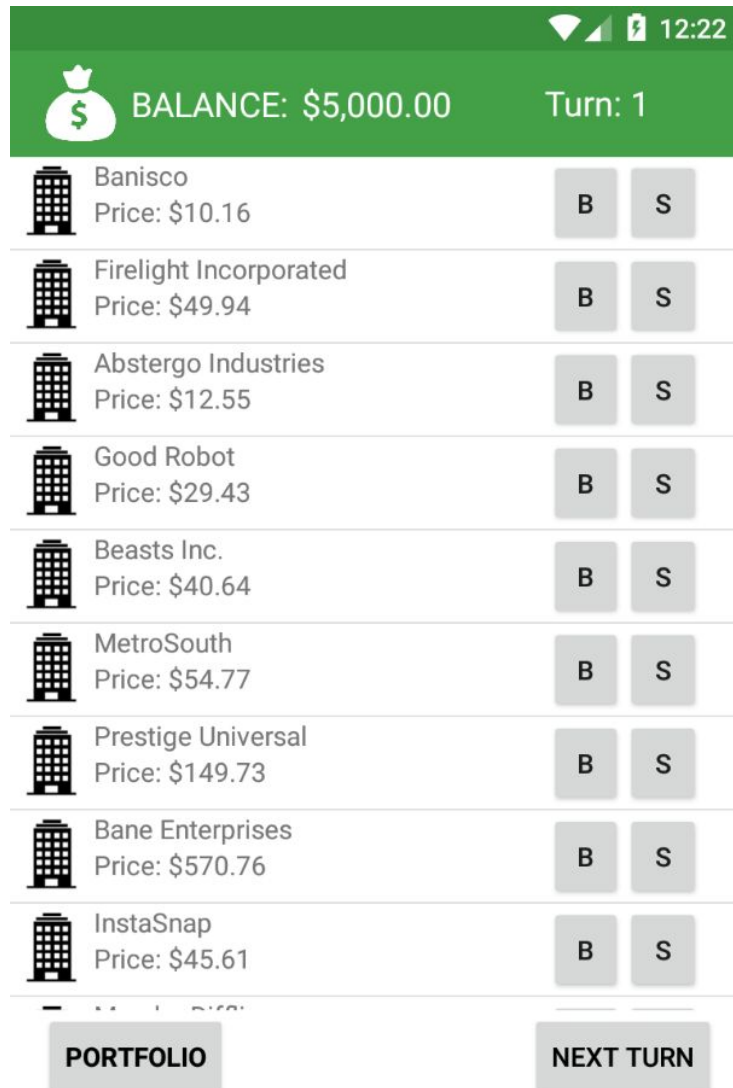 12:22
$ BALANCE: $5,000.00 Turn: 1
Banisco
Price: $10.16
B S
Firelight Incorporated
Price: $49.94
B S
Abstergo Industries
Price: $12.55
B S
Good Robot
Price: $29.43
B S
Beasts Inc.
Price: $40.64
B S
MetroSouth
Price: $54.77
B S
Prestige Universal
Price: $149.73
B S
Bane Enterprises
Price: $570.76
B S
InstaSnap
Price: $45.61
B S
PORTFOLIO NEXT TURN